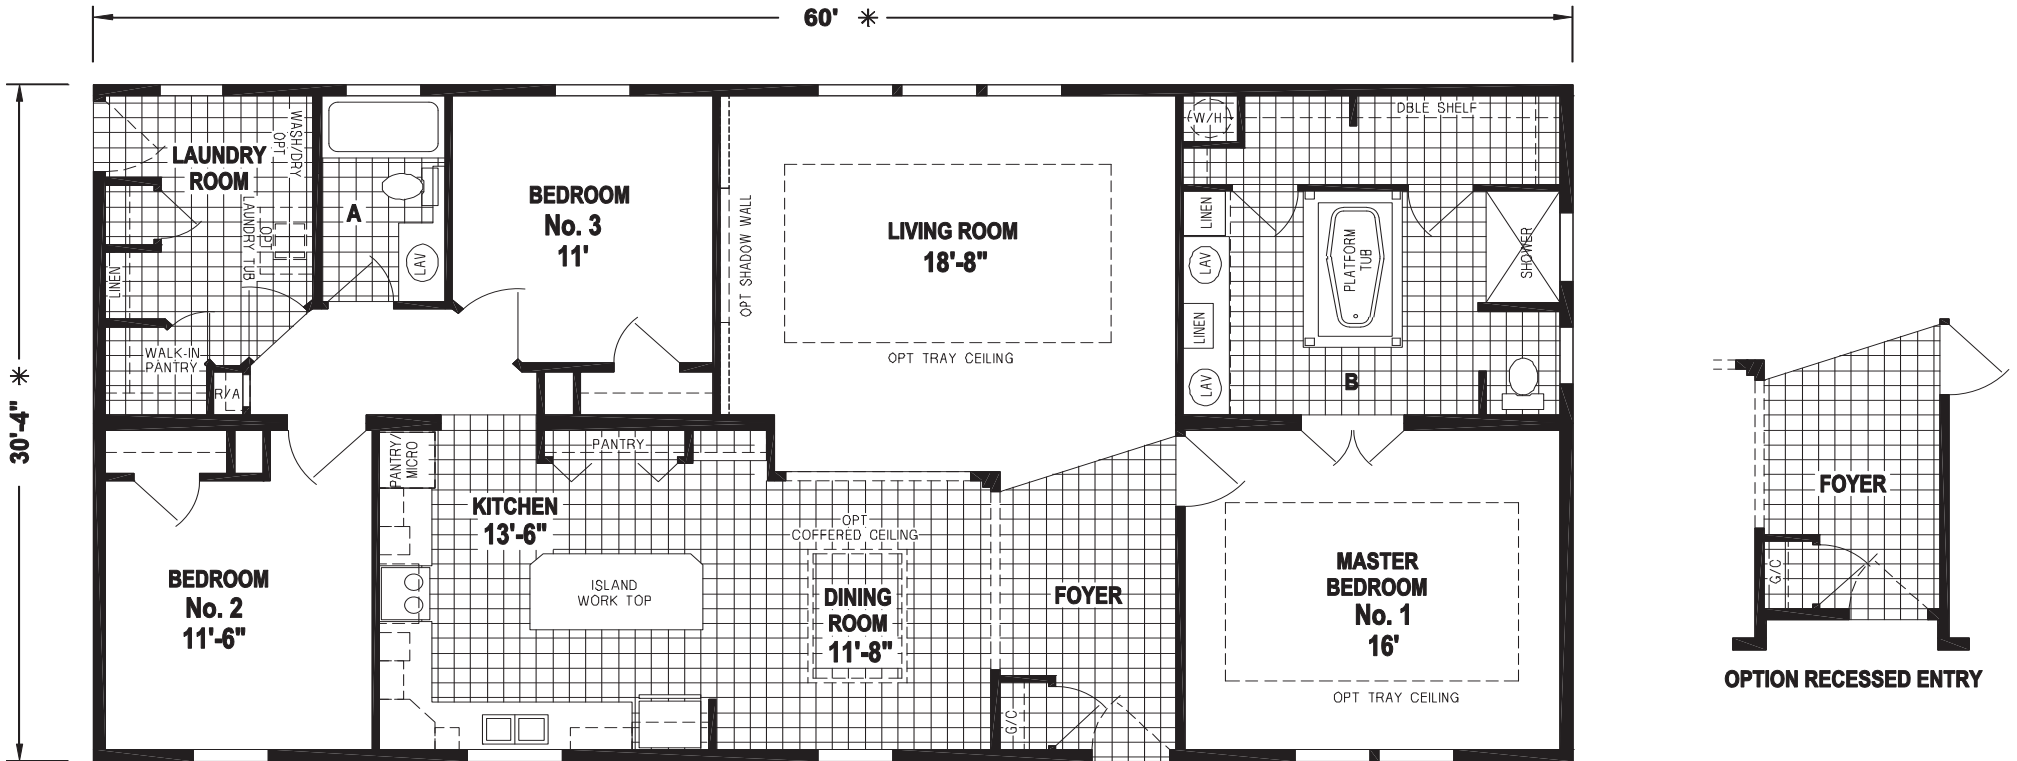 60' *
30'-4" *
LAUNDRY
ROOM
WASH/DRY
OPT
LAUNDRY TUB
OPT
LINEN
WALK-IN
PANTRY
R/A
A
LAV
BEDROOM
No. 3
11'
OPT SHADOW WALL
LIVING ROOM
18'-8"
OPT TRAY CEILING
W/H
DBLE SHELF
LINEN
LAV
LINEN
LAV
PLATFORM
TUB
SHOWER
B
BEDROOM
No. 2
11'-6"
PANTRY/
MICRO
PANTRY
KITCHEN
13'-6"
ISLAND
WORK TOP
OPT
COFFERED CEILING
DINING
ROOM
11'-8"
FOYER
G/C
MASTER
BEDROOM
No. 1
16'
OPT TRAY CEILING
FOYER
G/C
OPTION RECESSED ENTRY